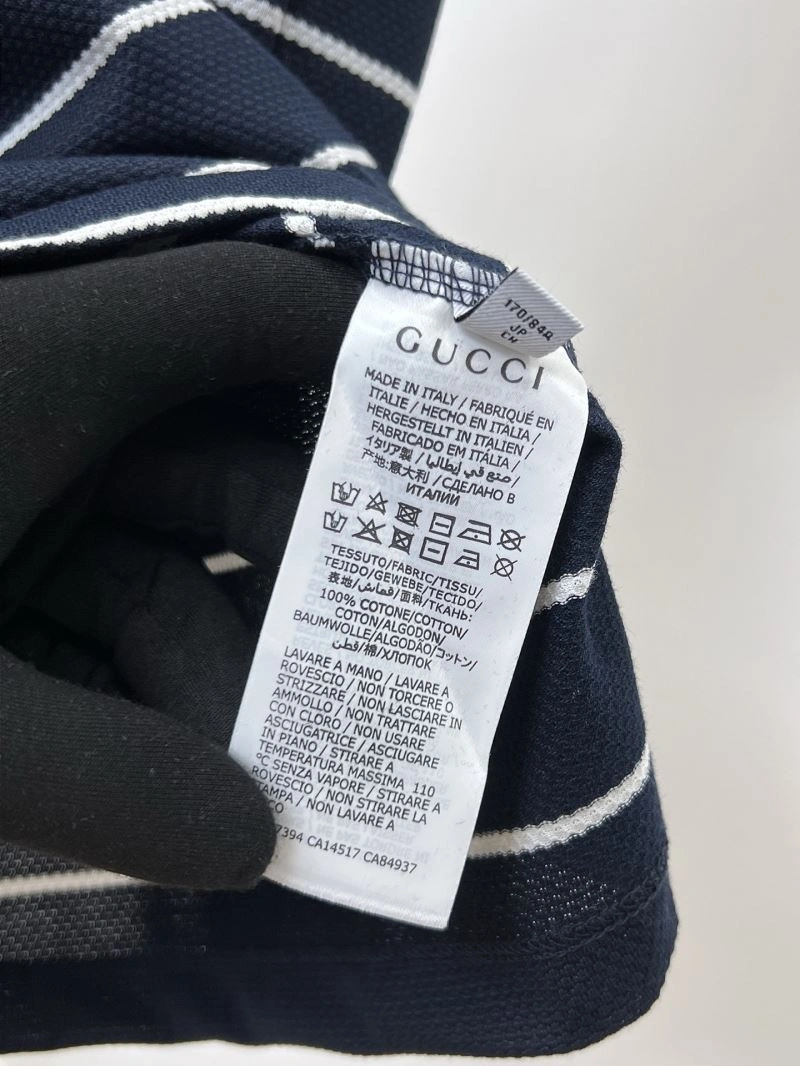 170/84A
JP
CH
GUCCI
MADE IN ITALY / FABRIQUÉ EN
ITALIE / HECHO EN ITALIA /
HERGESTELLT IN ITALIEN /
FABRICADO EM ITÁLIA /
イタリア製 / صنع في إيطاليا /
产地:意大利 /СДЕЛАНО В
ИТАЛИИ
TESSUTO/FABRIC/TISSU/
TEJIDO/GEWEBE/TECIDO/
表地/قماش/面料/ТКАНЬ:
100% COTONE/COTTON/
COTON/ALGODÓN/
BAUMWOLLE/ALGODÃO/コットン/
قطن/棉/ХЛОПОК
LAVARE A MANO / LAVARE A
ROVESCIO / NON TORCERE O
STRIZZARE / NON LASCIARE IN
AMMOLLO / NON TRATTARE
CON CLORO / NON USARE
ASCIUGATRICE / ASCIUGARE
IN PIANO / STIRARE A
TEMPERATURA MASSIMA 110
°C SENZA VAPORE / STIRARE A
ROVESCIO / NON STIRARE LA
STAMPA / NON LAVARE A
CO
7394 CA14517 CA84937